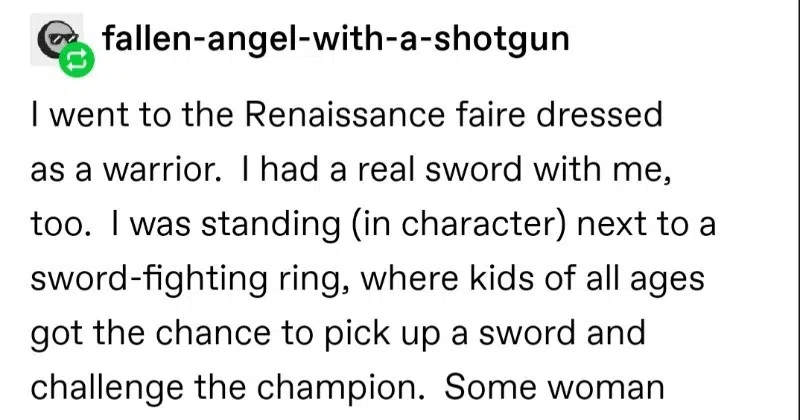 fallen-angel-with-a-shotgun
I went to the Renaissance faire dressed
as a warrior.  I had a real sword with me,
too.  I was standing (in character) next to a
sword-fighting ring, where kids of all ages
got the chance to pick up a sword and
challenge the champion.  Some woman